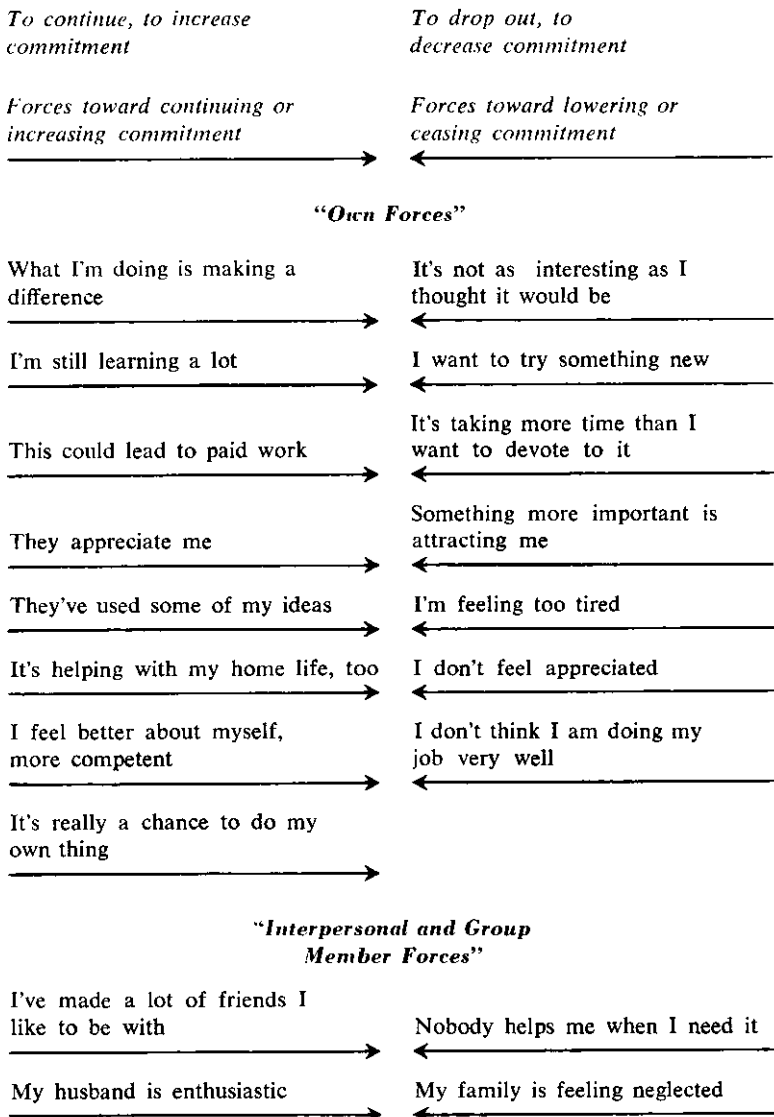 To continue, to increase
commitment
To drop out, to
decrease commitment
Forces toward continuing or
increasing commitment
Forces toward lowering or
ceasing commitment
"Own Forces"
What I'm doing is making a
difference
It's not as interesting as I
thought it would be
I'm still learning a lot
I want to try something new
This could lead to paid work
It's taking more time than I
want to devote to it
They appreciate me
Something more important is
attracting me
They've used some of my ideas
I'm feeling too tired
It's helping with my home life, too
I don't feel appreciated
I feel better about myself,
more competent
I don't think I am doing my
job very well
It's really a chance to do my
own thing
"Interpersonal and Group
Member Forces"
I've made a lot of friends I
like to be with
Nobody helps me when I need it
My husband is enthusiastic
My family is feeling neglected